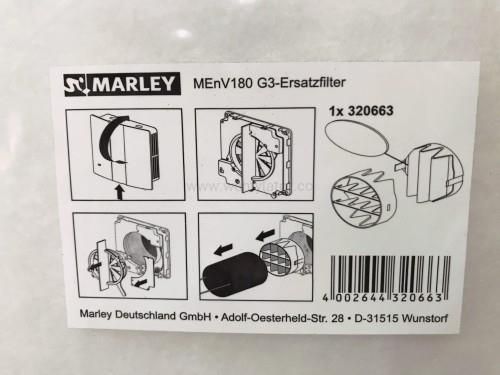 MARLEY
MEnV180 G3-Ersatzfilter
1x 320663
4 002644 320663
Marley Deutschland GmbH • Adolf-Oesterheld-Str. 28 • D-31515 Wunstorf